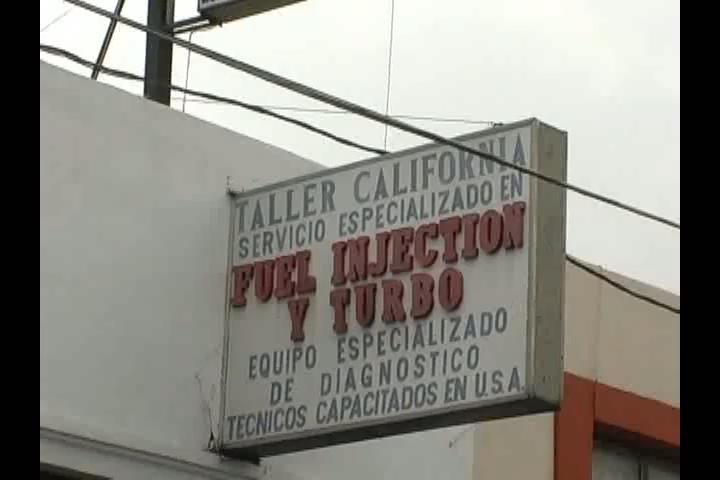 TALLER CALIFORNIA
SERVICIO ESPECIALIZADO EN
FUEL INJECTION
Y TURBO
EQUIPO ESPECIALIZADO
DE DIAGNOSTICO
TECNICOS CAPACITADOS EN U.S.A.